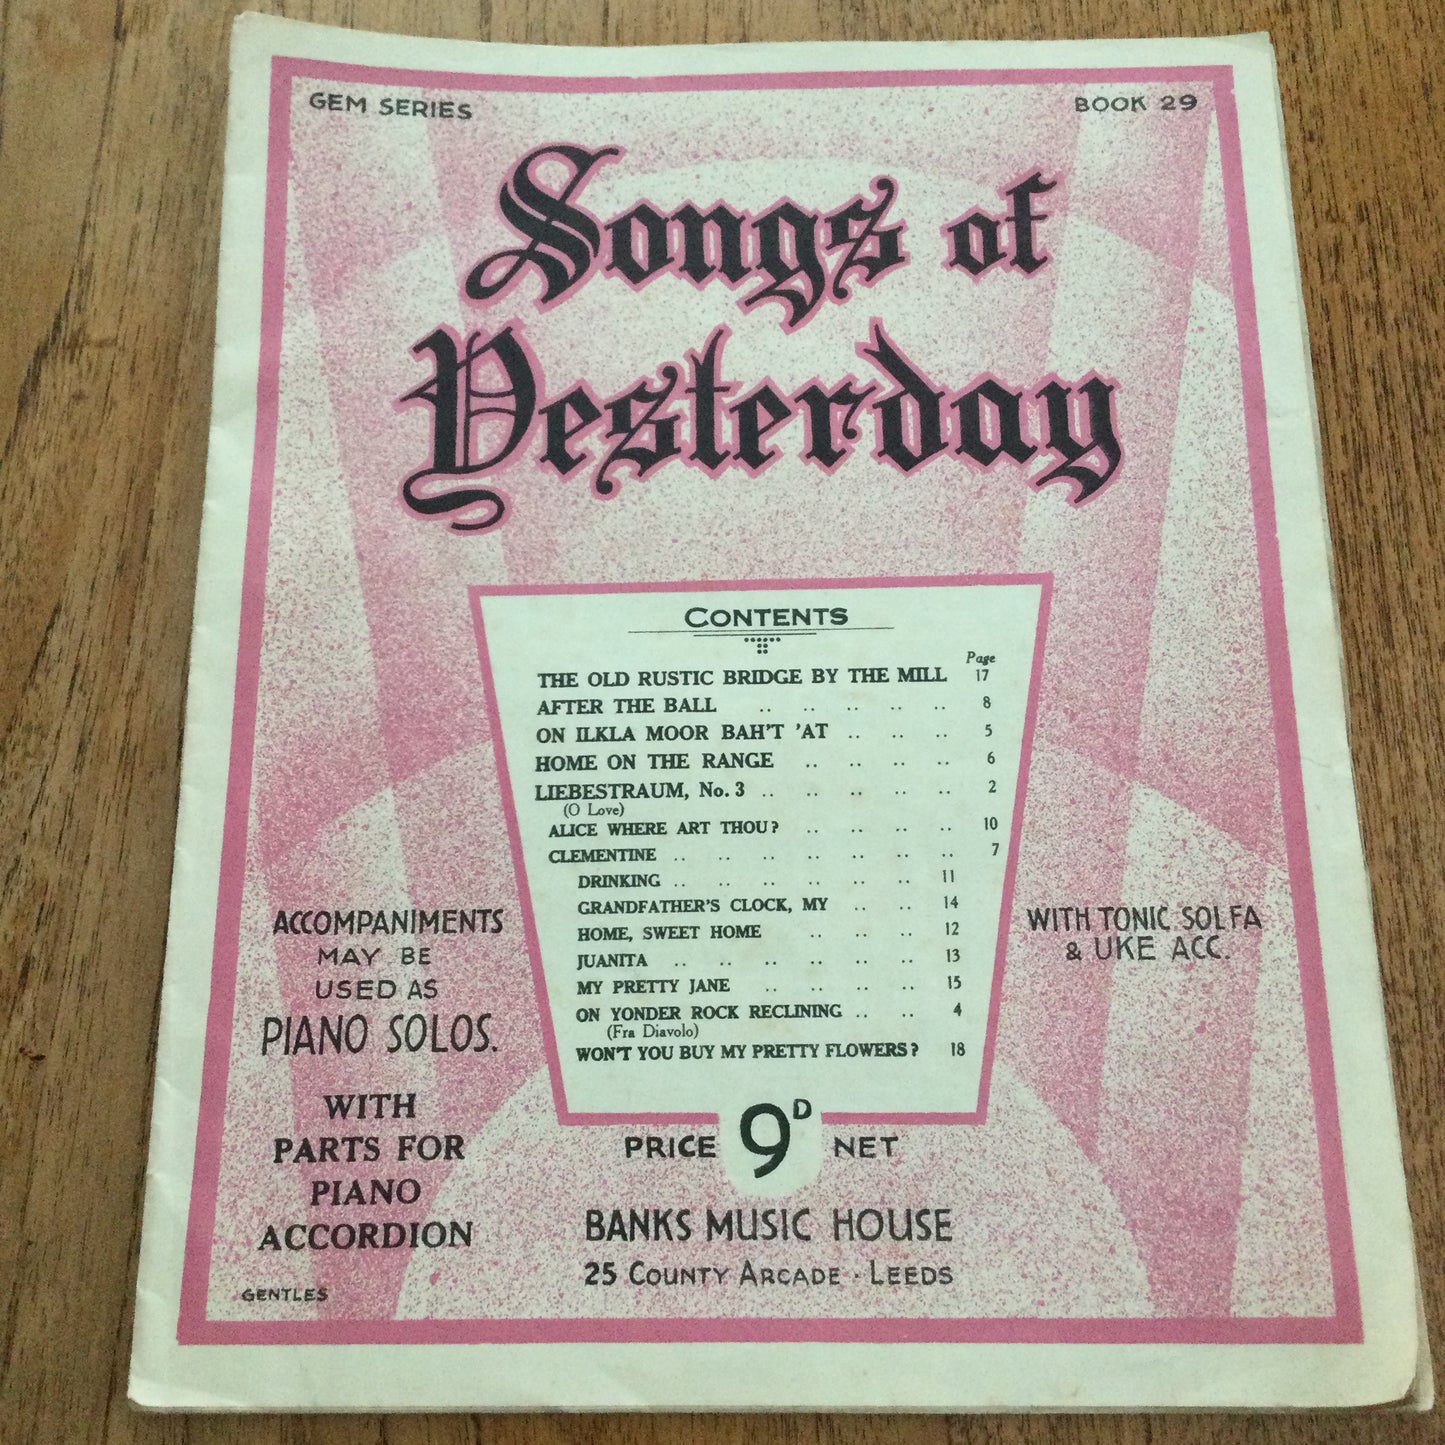 GEM SERIES
BOOK 29
Songs of
Yesterday
CONTENTS
Page
THE OLD RUSTIC BRIDGE BY THE MILL 17
AFTER THE BALL .. .. .. .. .. 8
ON ILKLA MOOR BAH'T 'AT .. .. .. 5
HOME ON THE RANGE .. .. .. .. 6
LIEBESTRAUM, No. 3 .. .. .. .. .. 2
(O Love)
ALICE WHERE ART THOU? .. .. .. .. 10
CLEMENTINE .. .. .. .. .. .. .. 7
DRINKING .. .. .. .. .. .. 11
GRANDFATHER'S CLOCK, MY .. .. 14
HOME, SWEET HOME .. .. .. 12
JUANITA .. .. .. .. .. .. 13
MY PRETTY JANE .. .. .. .. 15
ON YONDER ROCK RECLINING .. .. 4
(Fra Diavolo)
WON'T YOU BUY MY PRETTY FLOWERS? 18
ACCOMPANIMENTS
MAY BE
USED AS
PIANO SOLOS.
WITH
PARTS FOR
PIANO
ACCORDION
WITH TONIC SOLFA
& UKE ACC.
PRICE 9D NET
BANKS MUSIC HOUSE
25 COUNTY ARCADE · LEEDS
GENTLES